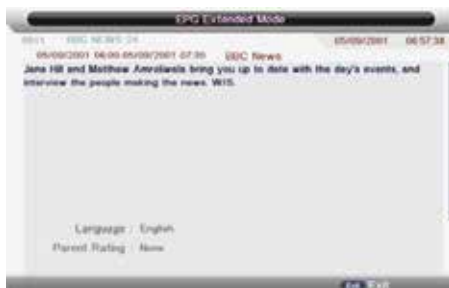 EPG Extended Mode
BBC NEWS 24 05/09/2001 06:57:38
05/09/2001 06:00-05/09/2001 07:30 BBC News
Jane Hill and Matthew Amroliwala bring you up to date with the day's events, and
interview the people making the news. W/S.
Language : English
Parent Rating : None
Exit